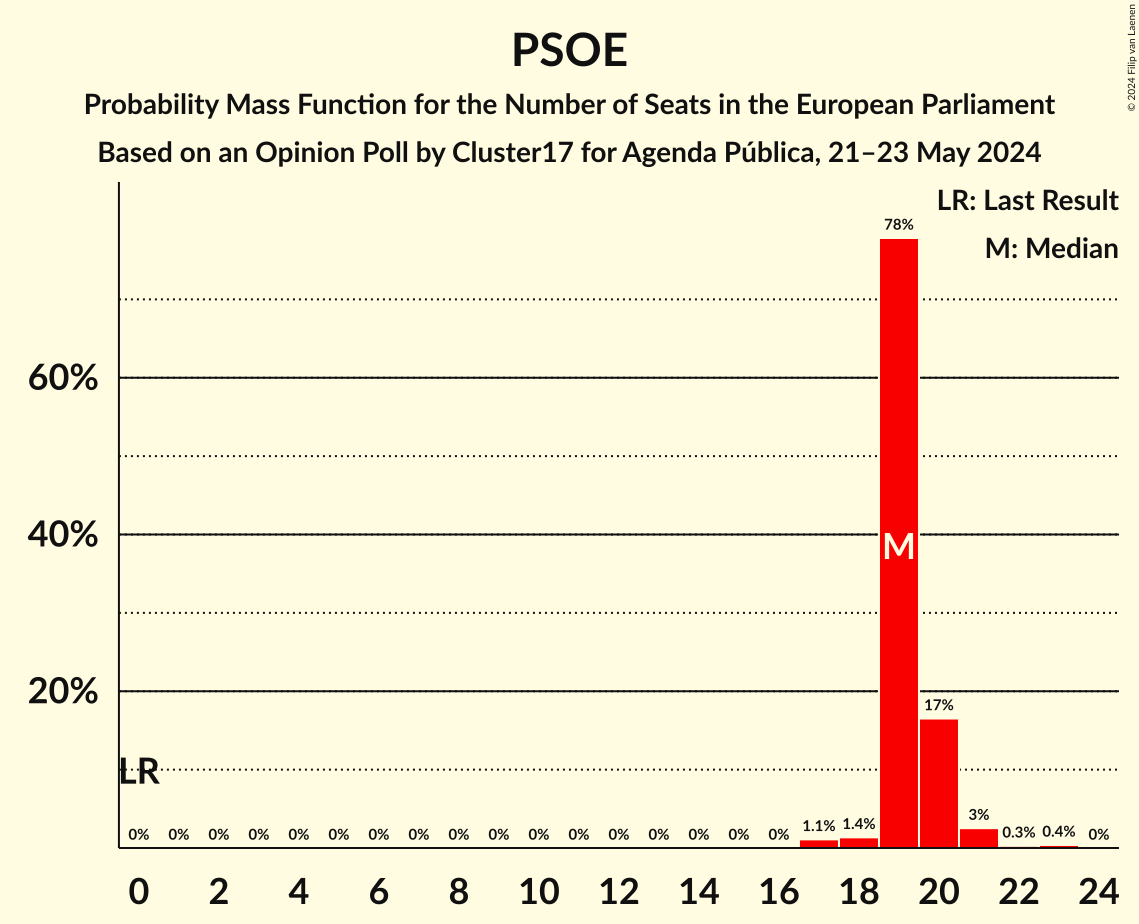 PSOE
Probability Mass Function for the Number of Seats in the European Parliament
Based on an Opinion Poll by Cluster17 for Agenda Pública, 21–23 May 2024
© 2024 Filip van Laenen
LR: Last Result
M: Median
78%
60%
40%
M
20%
17%
LR
0% 0% 0% 0% 0% 0% 0% 0% 0% 0% 0% 0% 0% 0% 0% 0% 0% 1.1% 1.4% 3% 0.3% 0.4% 0%
0 2 4 6 8 10 12 14 16 18 20 22 24